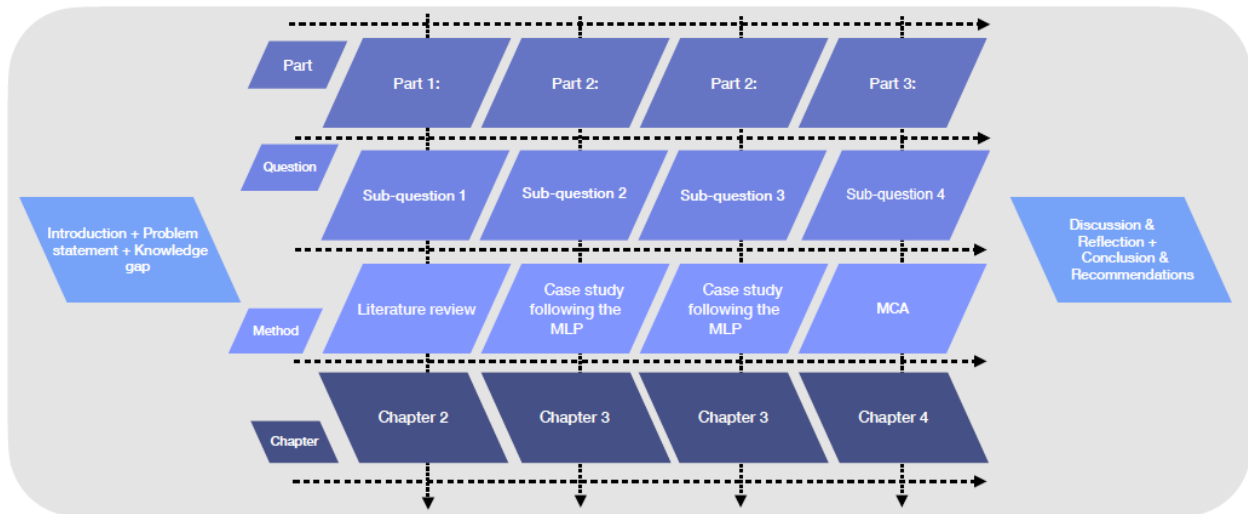 Part
Part 1:
Part 2:
Part 2:
Part 3:
Question
Sub-question 1
Sub-question 2
Sub-question 3
Sub-question 4
Introduction + Problem
statement + Knowledge
gap
Discussion &
Reflection +
Conclusion &
Recommendations
Method
Literature review
Case study
following the
MLP
Case study
following the
MLP
MCA
Chapter
Chapter 2
Chapter 3
Chapter 3
Chapter 4